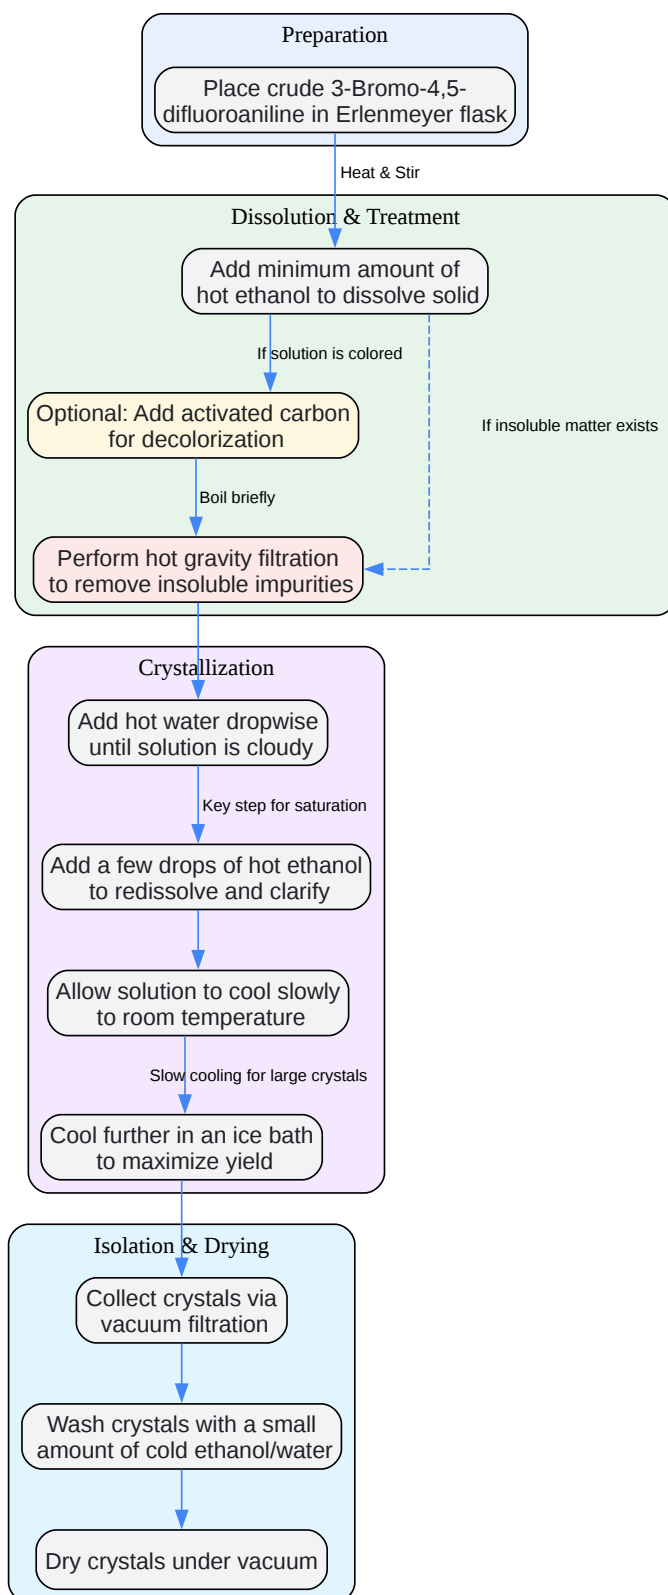 Preparation
Place crude 3-Bromo-4,5-
difluoroaniline in Erlenmeyer flask
Heat & Stir
Dissolution & Treatment
Add minimum amount of
hot ethanol to dissolve solid
If solution is colored
Optional: Add activated carbon
for decolorization
If insoluble matter exists
Boil briefly
Perform hot gravity filtration
to remove insoluble impurities
Crystallization
Add hot water dropwise
until solution is cloudy
Key step for saturation
Add a few drops of hot ethanol
to redissolve and clarify
Allow solution to cool slowly
to room temperature
Slow cooling for large crystals
Cool further in an ice bath
to maximize yield
Isolation & Drying
Collect crystals via
vacuum filtration
Wash crystals with a small
amount of cold ethanol/water
Dry crystals under vacuum